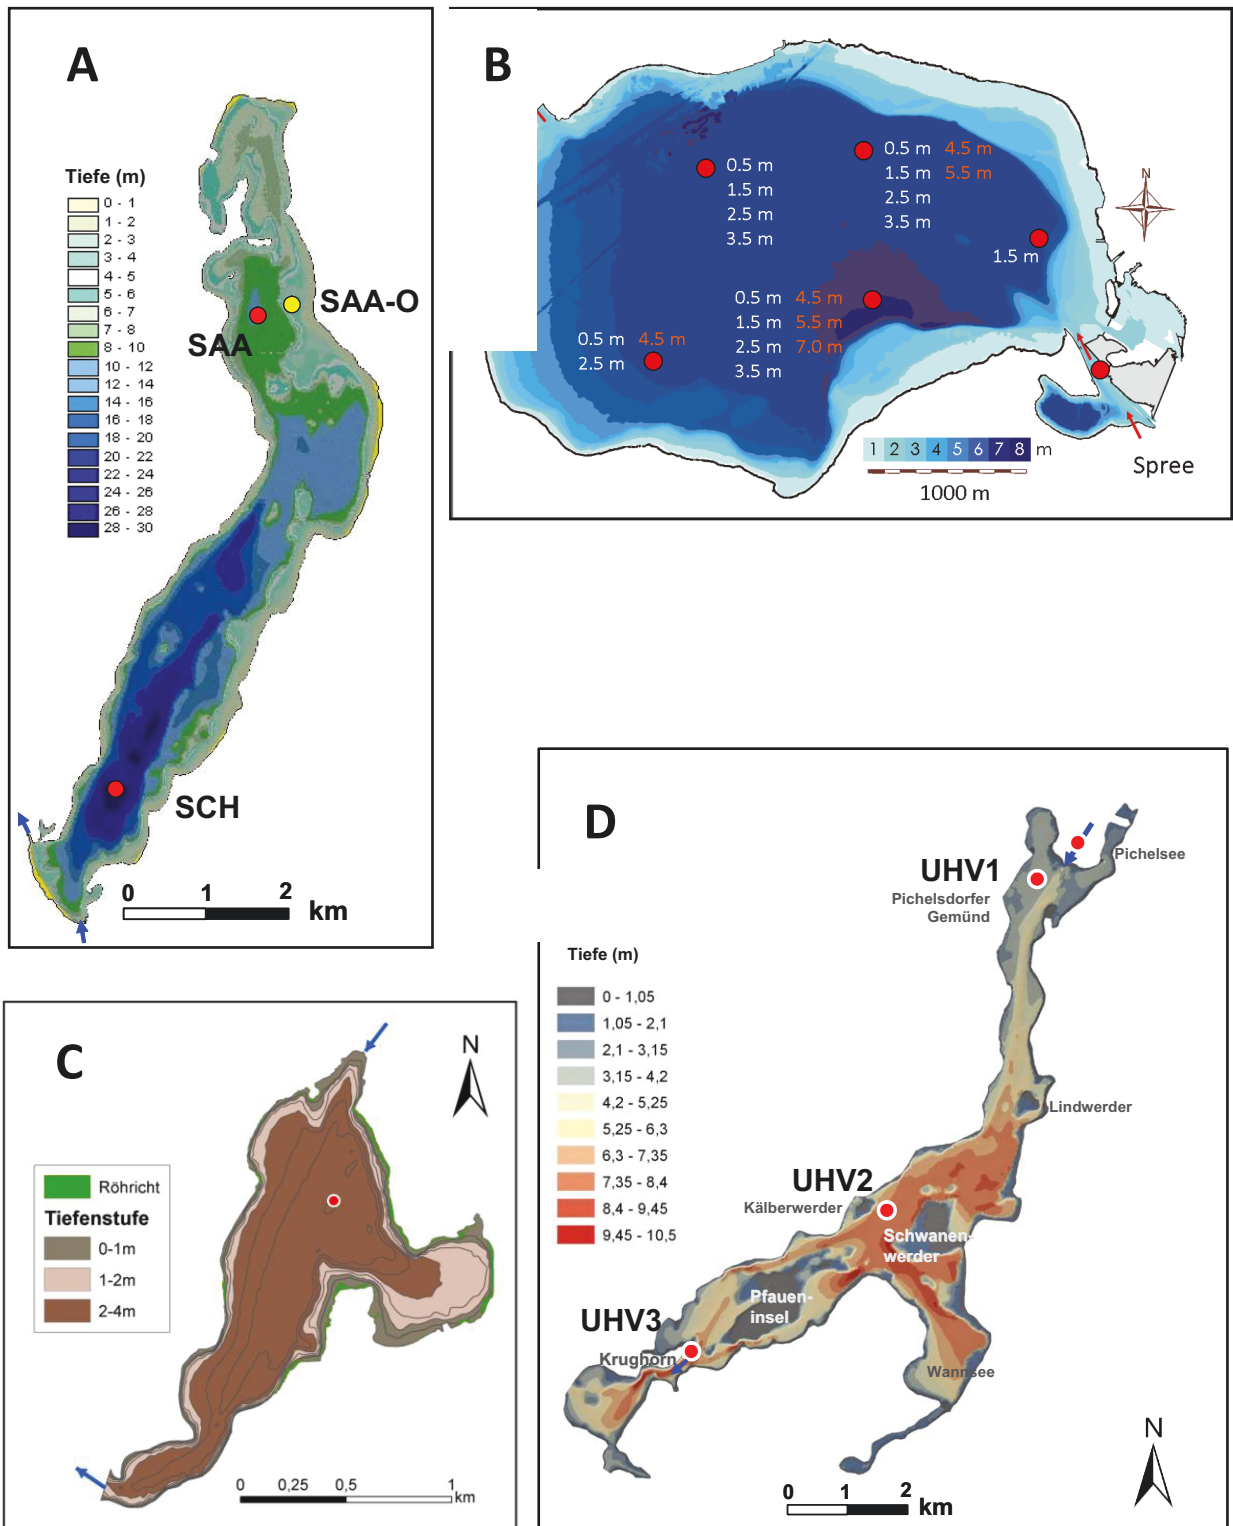 A
Tiefe (m)
0 - 1
1 - 2
2 - 3
3 - 4
4 - 5
5 - 6
6 - 7
7 - 8
8 - 10
10 - 12
12 - 14
14 - 16
16 - 18
18 - 20
20 - 22
22 - 24
24 - 26
26 - 28
28 - 30
SAA-O
SAA
SCH
0 1 2
km
B
0.5 m
1.5 m
2.5 m
3.5 m
0.5 m 4.5 m
1.5 m 5.5 m
2.5 m
3.5 m
N
1.5 m
0.5 m 4.5 m
1.5 m 5.5 m
2.5 m 7.0 m
3.5 m
0.5 m 4.5 m
2.5 m
1 2 3 4 5 6 7 8 m
1000 m
Spree
C
N
Röhricht
Tiefenstufe
0-1m
1-2m
2-4m
0 0,25 0,5 1
km
D
Pichelsee
UHV1
Pichelsdorfer
Gemünd
Tiefe (m)
0 - 1,05
1,05 - 2,1
2,1 - 3,15
3,15 - 4,2
4,2 - 5,25
5,25 - 6,3
6,3 - 7,35
7,35 - 8,4
8,4 - 9,45
9,45 - 10,5
Lindwerder
UHV2
Kälberwerder
Schwanen-
werder
Pfauen-
insel
UHV3
Krughorn
Wannsee
N
0 1 2
km